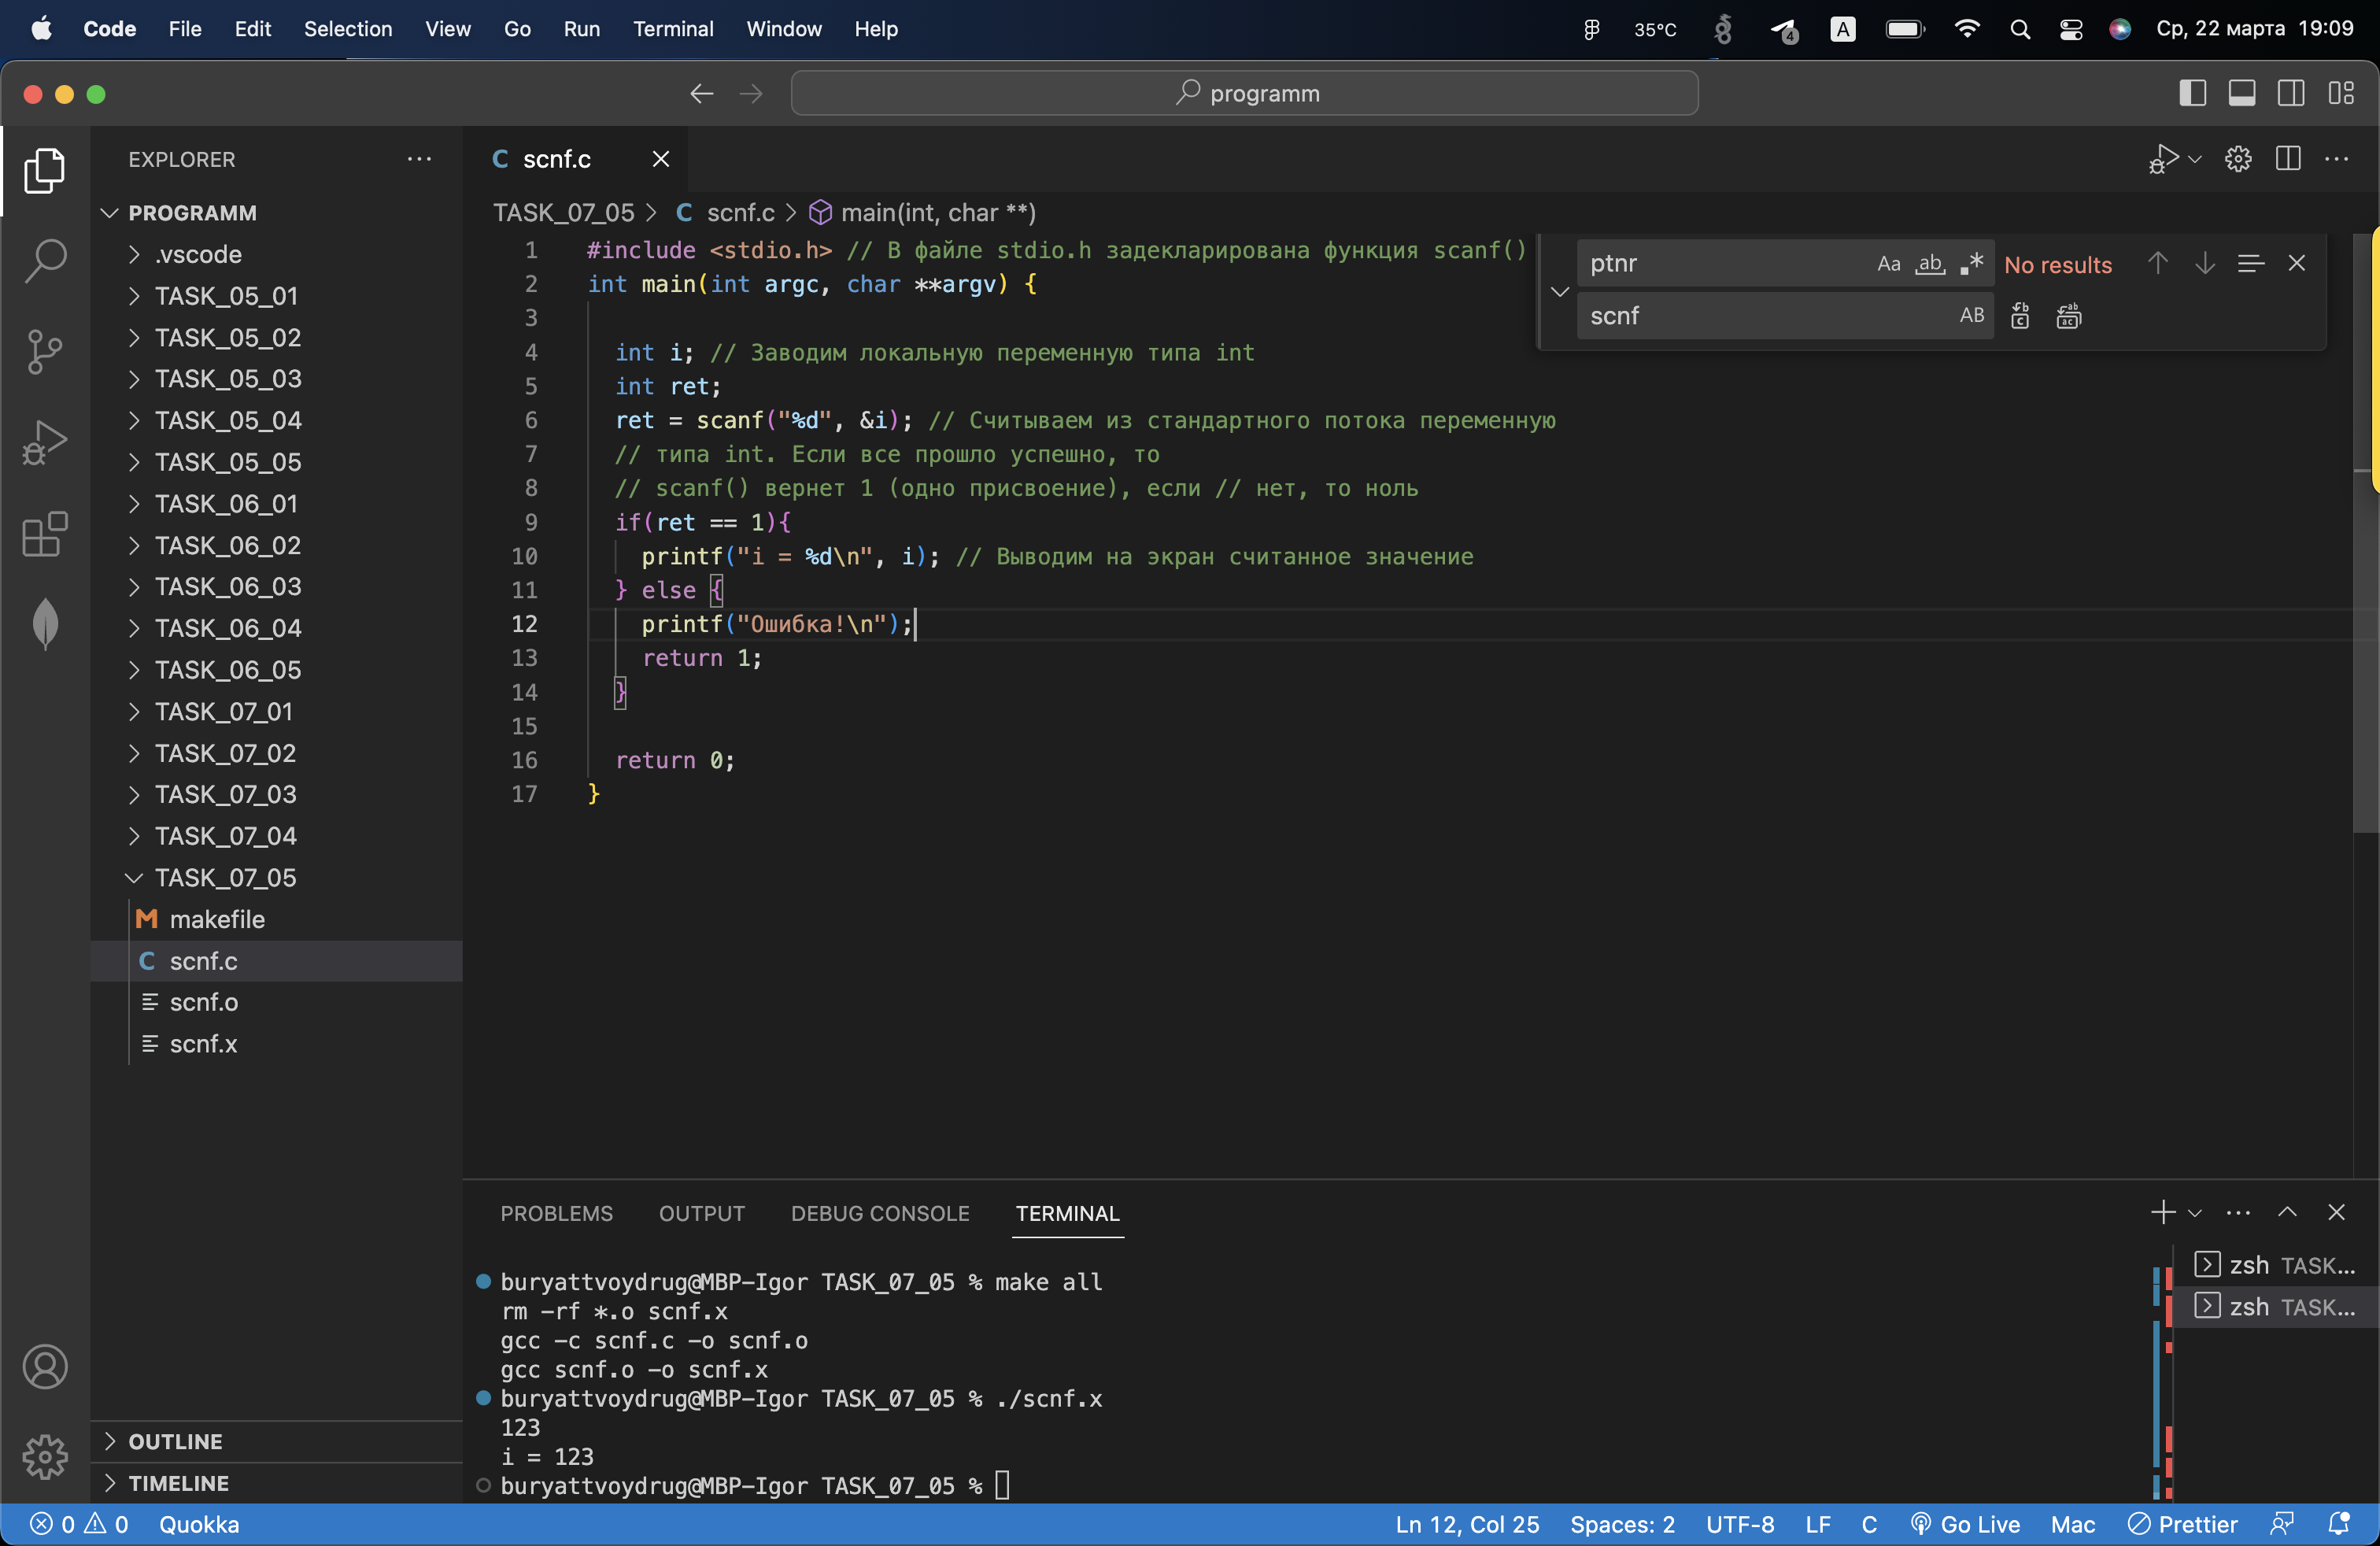 Code File Edit Selection View Go Run Terminal Window Help 35°C 4 A Ср, 22 марта 19:09
programm
EXPLORER
PROGRAMM
.vscode
TASK_05_01
TASK_05_02
TASK_05_03
TASK_05_04
TASK_05_05
TASK_06_01
TASK_06_02
TASK_06_03
TASK_06_04
TASK_06_05
TASK_07_01
TASK_07_02
TASK_07_03
TASK_07_04
TASK_07_05
makefile
scnf.c
scnf.o
scnf.x
OUTLINE
TIMELINE
C scnf.c
TASK_07_05 > C scnf.c > main(int, char **)
1 #include <stdio.h> // В файле stdio.h задекларирована функция scanf()
2 int main(int argc, char **argv) {
3
4 int i; // Заводим локальную переменную типа int
5 int ret;
6 ret = scanf("%d", &i); // Считываем из стандартного потока переменную
7 // типа int. Если все прошло успешно, то
8 // scanf() вернет 1 (одно присвоение), если // нет, то ноль
9 if(ret == 1){
10 printf("i = %d\n", i); // Выводим на экран считанное значение
11 } else {
12 printf("Ошибка!\n");
13 return 1;
14 }
15
16 return 0;
17 }
ptnr Aa ab .* No results
scnf AB
PROBLEMS OUTPUT DEBUG CONSOLE TERMINAL
buryattvoydrug@MBP-Igor TASK_07_05 % make all
rm -rf *.o scnf.x
gcc -c scnf.c -o scnf.o
gcc scnf.o -o scnf.x
buryattvoydrug@MBP-Igor TASK_07_05 % ./scnf.x
123
i = 123
buryattvoydrug@MBP-Igor TASK_07_05 %
zsh TASK...
zsh TASK...
0 0 Quokka Ln 12, Col 25 Spaces: 2 UTF-8 LF C Go Live Mac Prettier